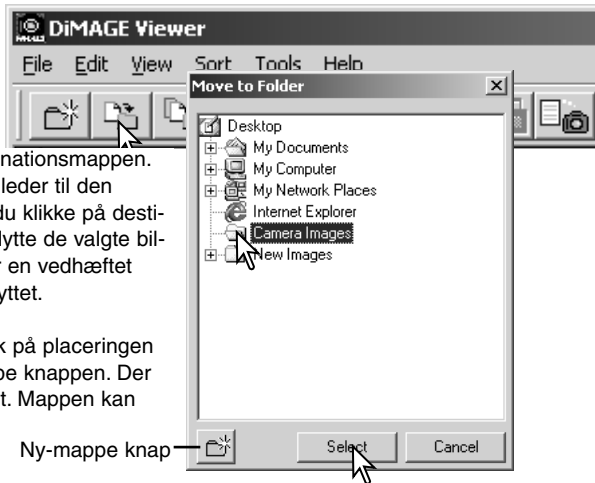 DiMAGE Viewer
File Edit View Sort Tools Help
Move to Folder
Desktop
My Documents
My Computer
My Network Places
Internet Explorer
Camera Images
New Images
nationsmappen.
leder til den
du klikke på desti-
lytte de valgte bil-
r en vedhæftet
yttet.
k på placeringen
pe knappen. Der
t. Mappen kan
Ny-mappe knap
Select Cancel